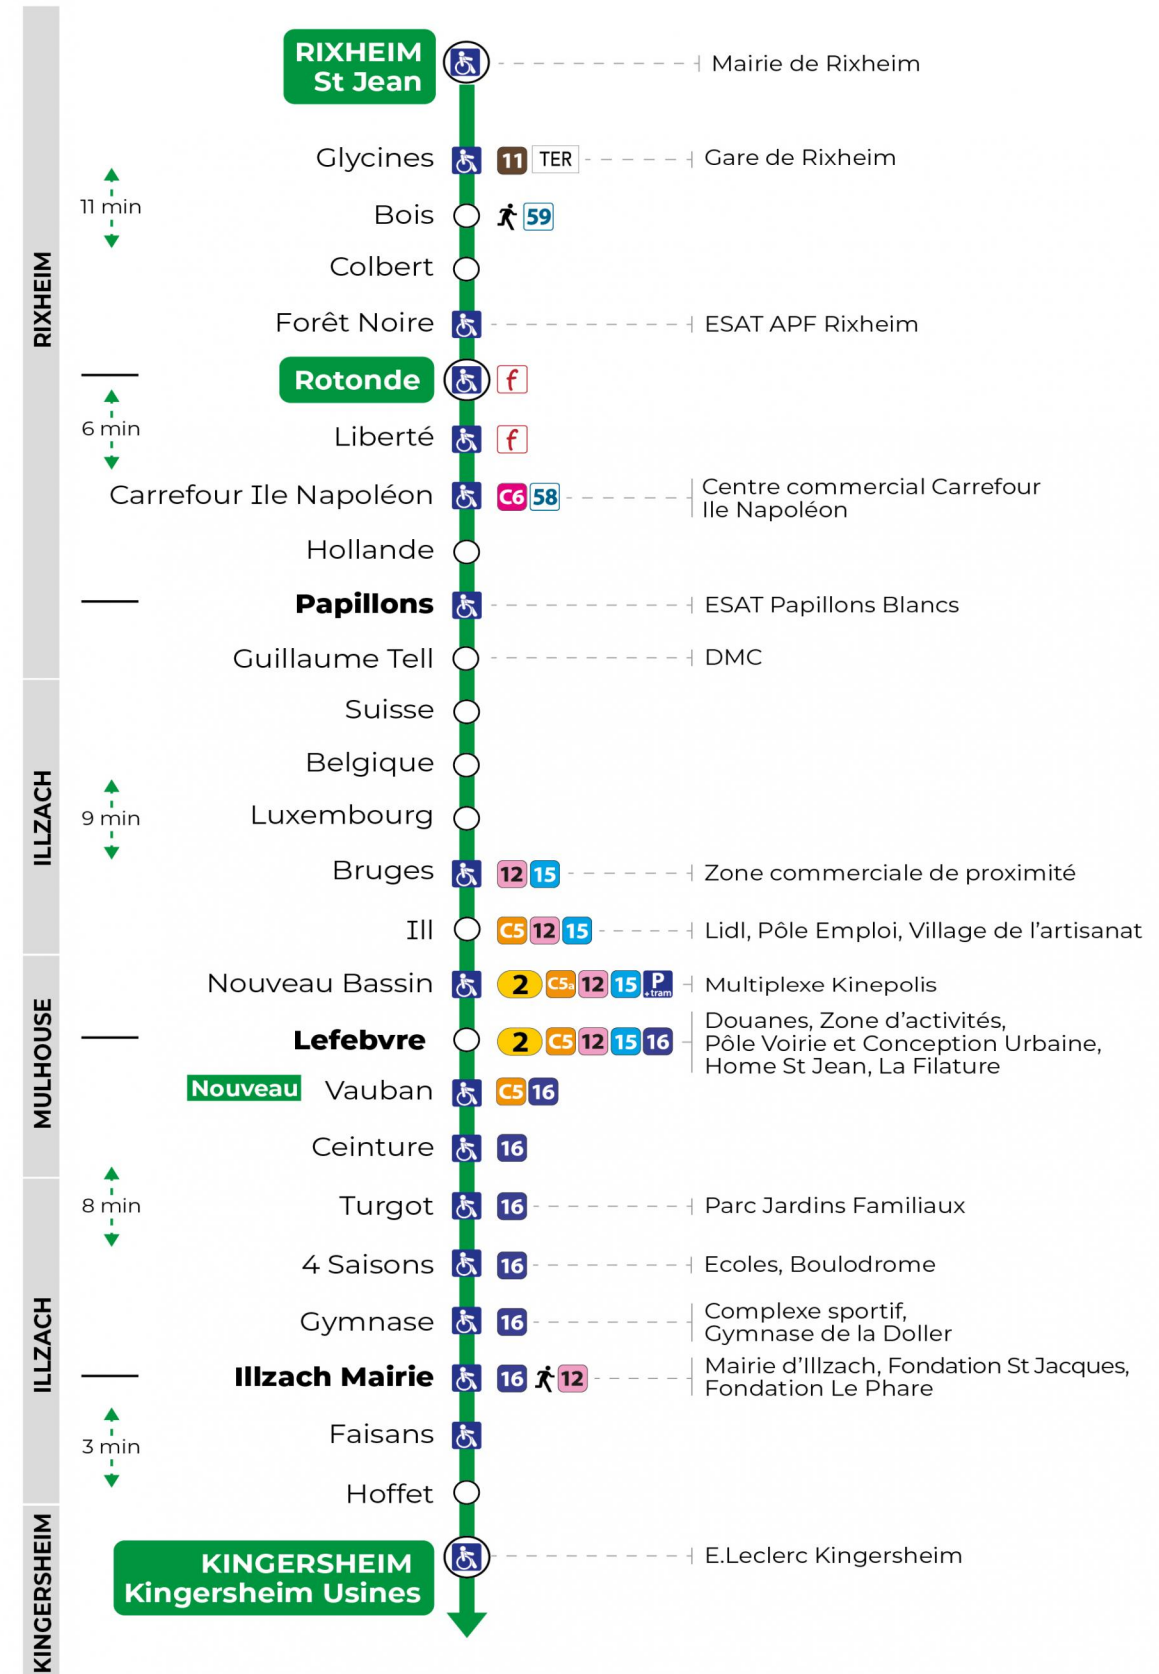 RIXHEIM
St Jean
Mairie de Rixheim
Glycines 11 TER Gare de Rixheim
11 min
Bois 59
Colbert
RIXHEIM
Forêt Noire ESAT APF Rixheim
Rotonde f
6 min
Liberté f
Carrefour Ile Napoléon C6 58
Centre commercial Carrefour
Ile Napoléon
Hollande
Papillons ESAT Papillons Blancs
Guillaume Tell DMC
Suisse
Belgique
ILLZACH
9 min
Luxembourg
Bruges 12 15 Zone commerciale de proximité
Ill C5 12 15 Lidl, Pôle Emploi, Village de l'artisanat
Nouveau Bassin 2 C5a 12 15 P +tram Multiplexe Kinepolis
MULHOUSE
Lefebvre 2 C5 12 15 16
Douanes, Zone d'activités,
Pôle Voirie et Conception Urbaine,
Home St Jean, La Filature
Nouveau Vauban C5 16
Ceinture 16
8 min
Turgot 16 Parc Jardins Familiaux
4 Saisons 16 Ecoles, Boulodrome
Gymnase 16
Complexe sportif,
Gymnase de la Doller
ILLZACH
Illzach Mairie 16 12
Mairie d'Illzach, Fondation St Jacques,
Fondation Le Phare
Faisans
3 min
Hoffet
KINGERSHEIM
KINGERSHEIM
Kingersheim Usines
E.Leclerc Kingersheim